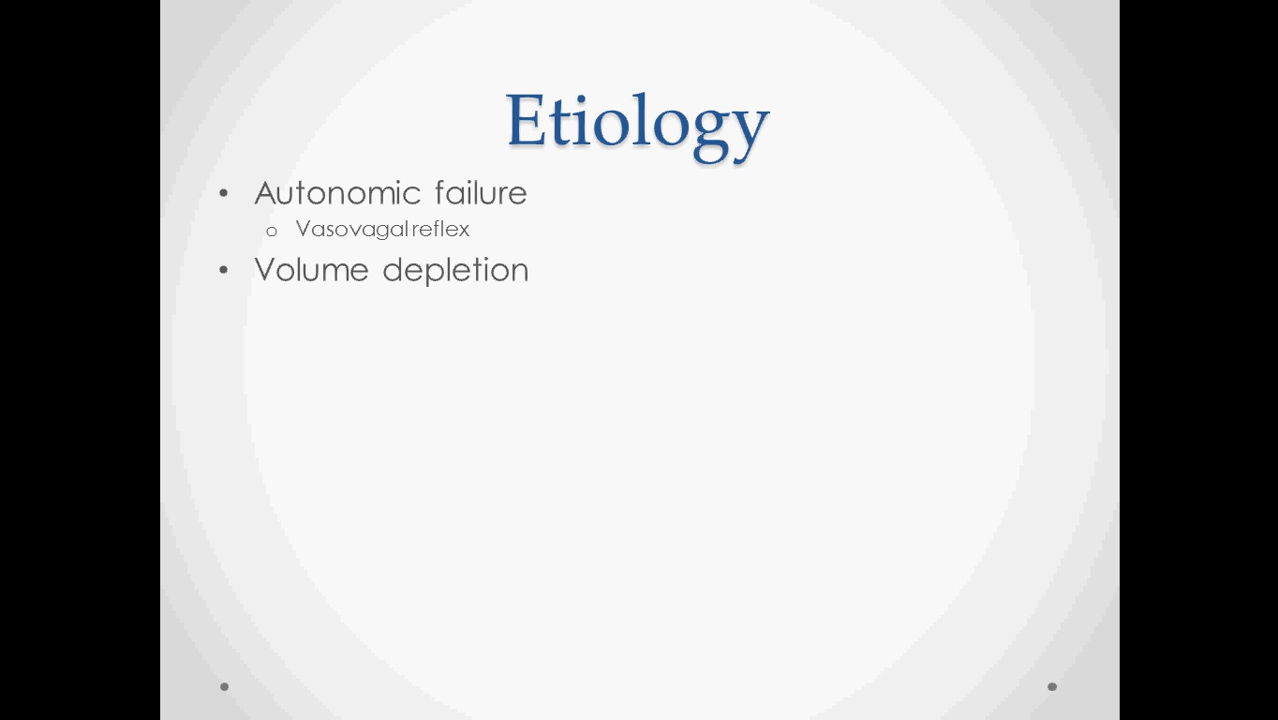 Etiology
• Autonomic failure
o Vasovagal reflex
• Volume depletion